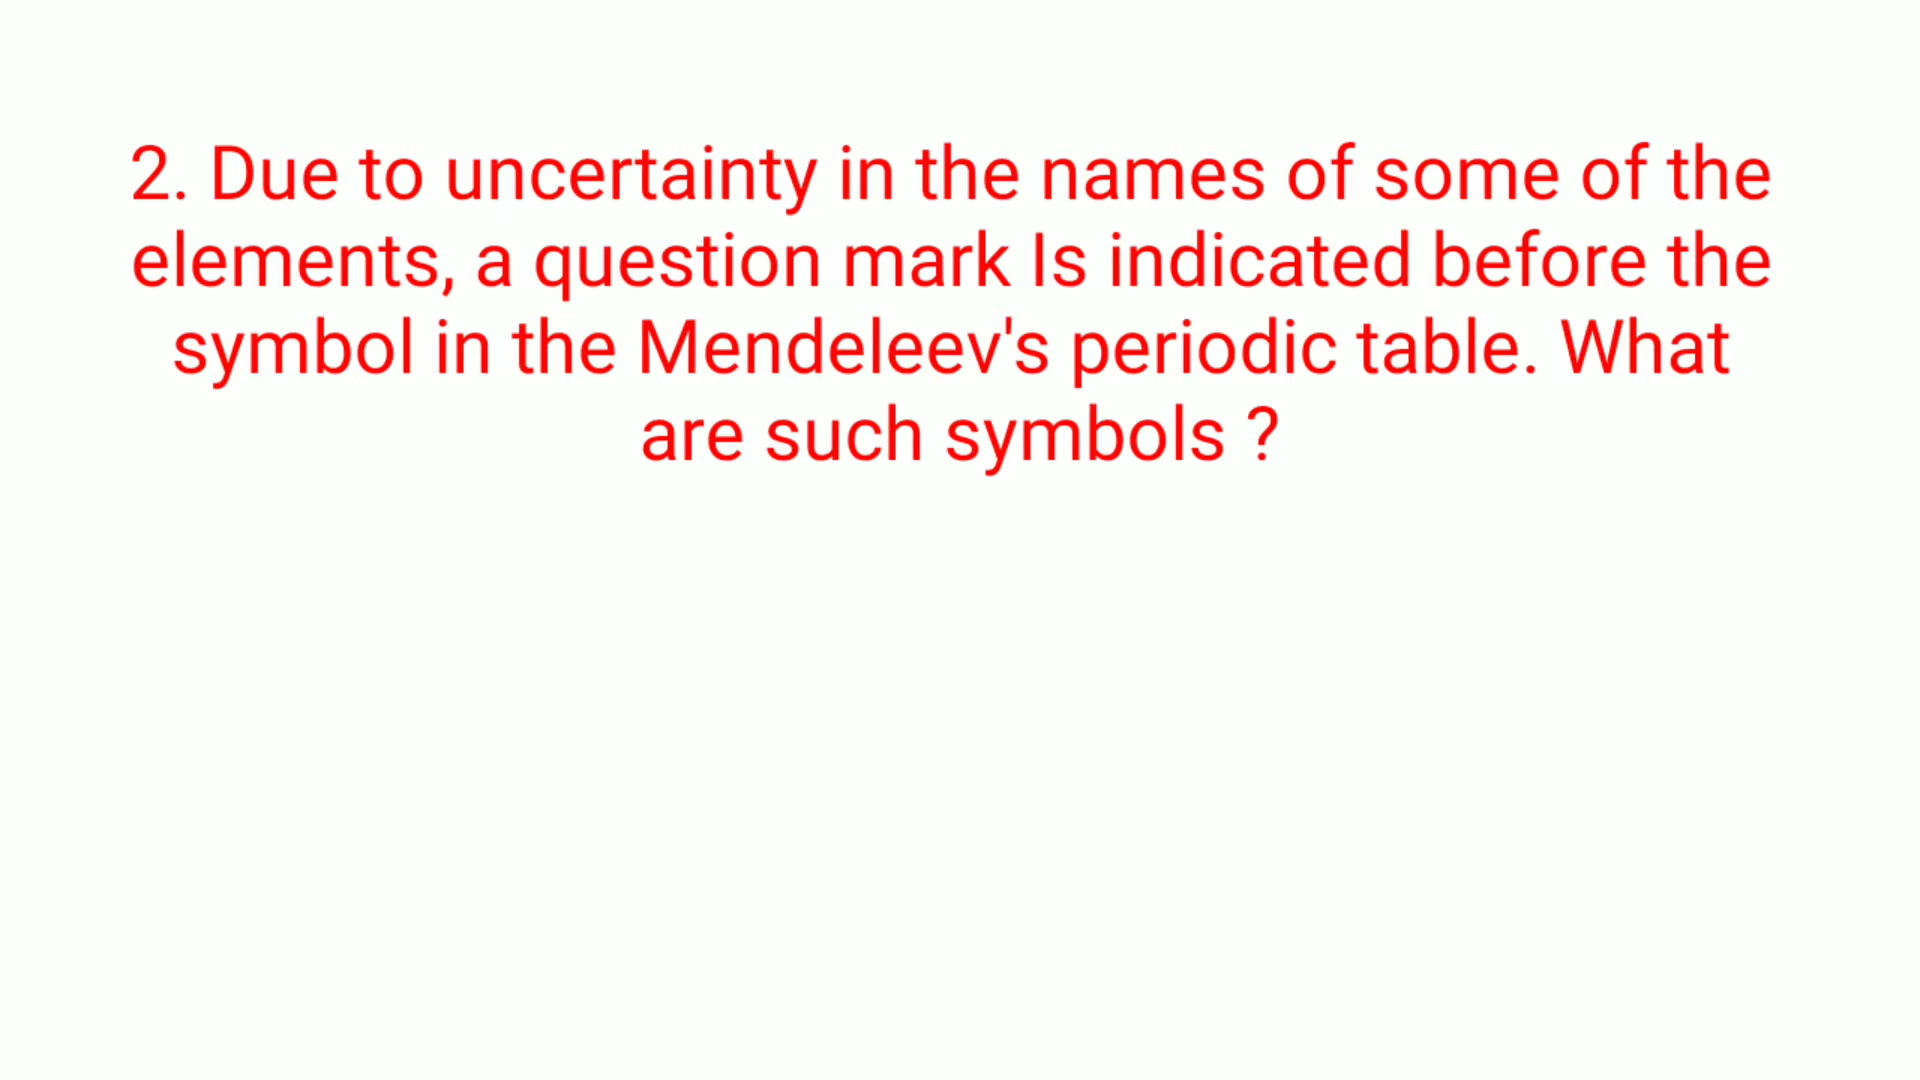 2. Due to uncertainty in the names of some of the
elements, a question mark Is indicated before the
symbol in the Mendeleev's periodic table. What
are such symbols ?